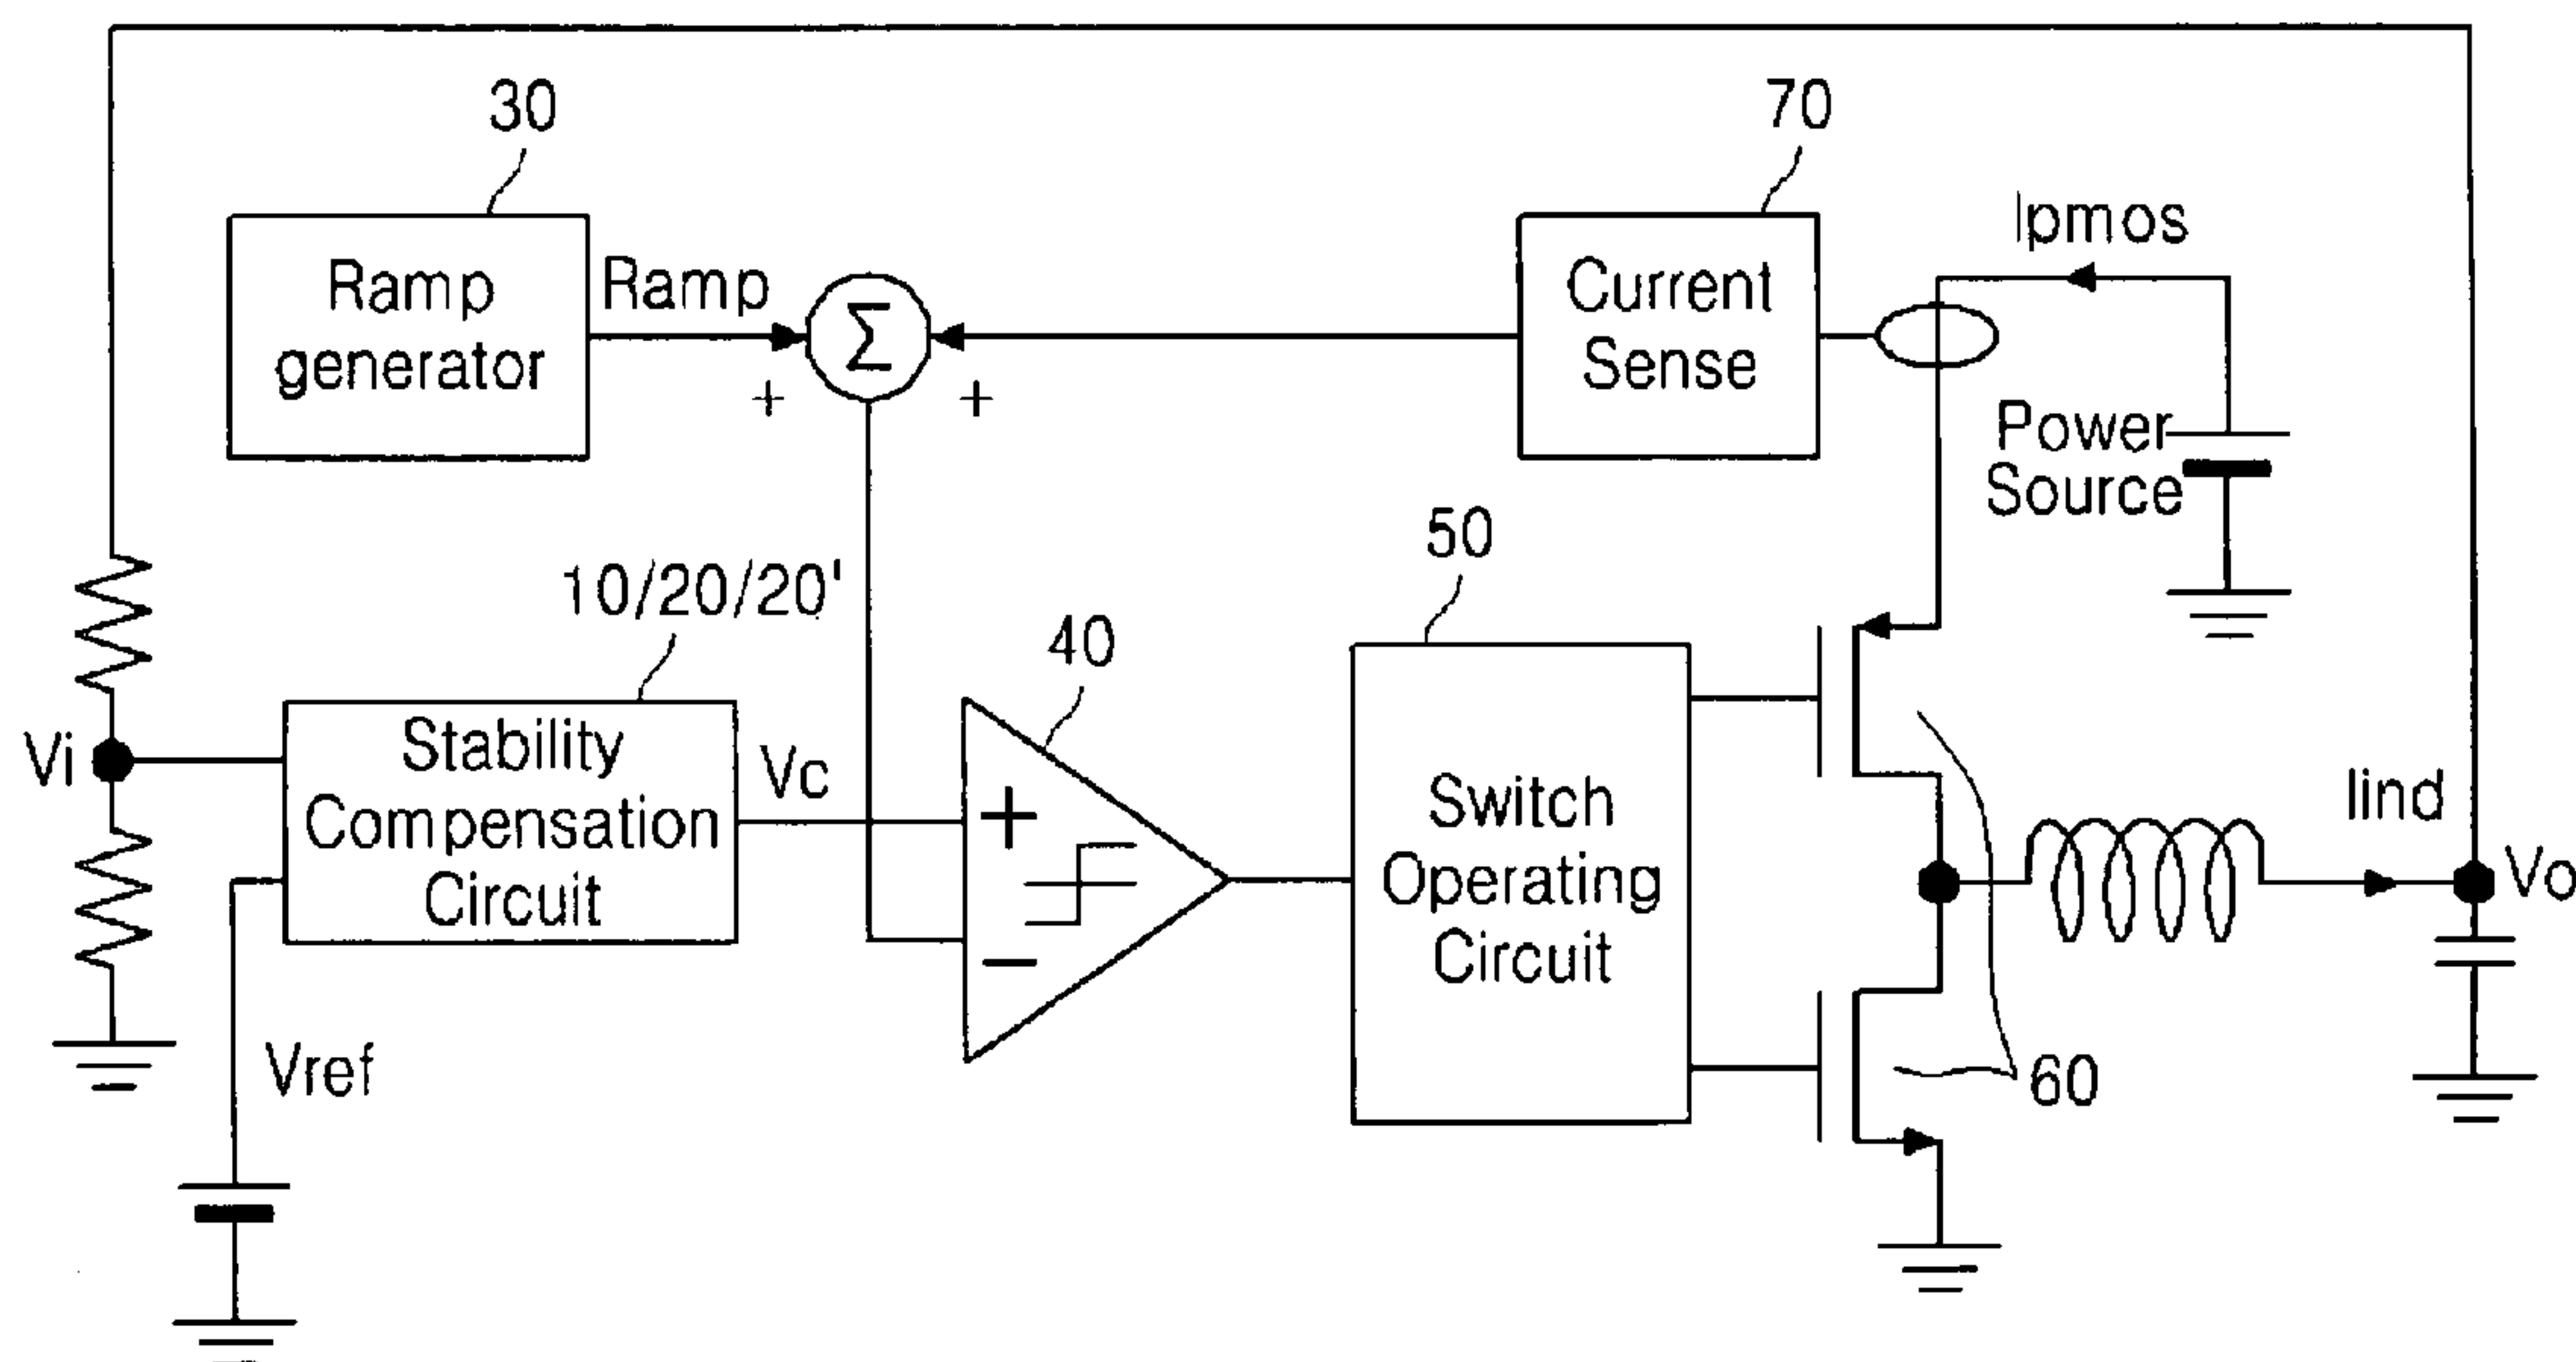 30
70
Ipmos
Ramp
generator
Ramp
Σ
+
+
Current
Sense
Power
Source
10/20/20'
40
50
Vi
Stability
Compensation
Circuit
Vc
+
−
Switch
Operating
Circuit
Iind
Vo
Vref
60